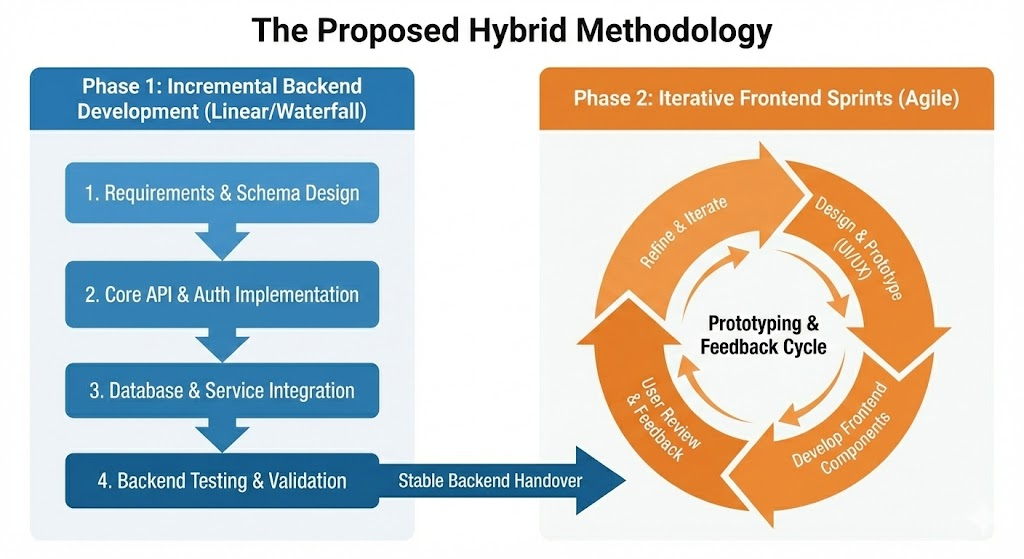 The Proposed Hybrid Methodology
Phase 1: Incremental Backend
Development (Linear/Waterfall)
1. Requirements & Schema Design
2. Core API & Auth Implementation
3. Database & Service Integration
4. Backend Testing & Validation
Stable Backend Handover
Phase 2: Iterative Frontend Sprints (Agile)
Refine & Iterate
Design & Prototype
(UI/UX)
Develop Frontend
Components
User Review
& Feedback
Prototyping &
Feedback Cycle